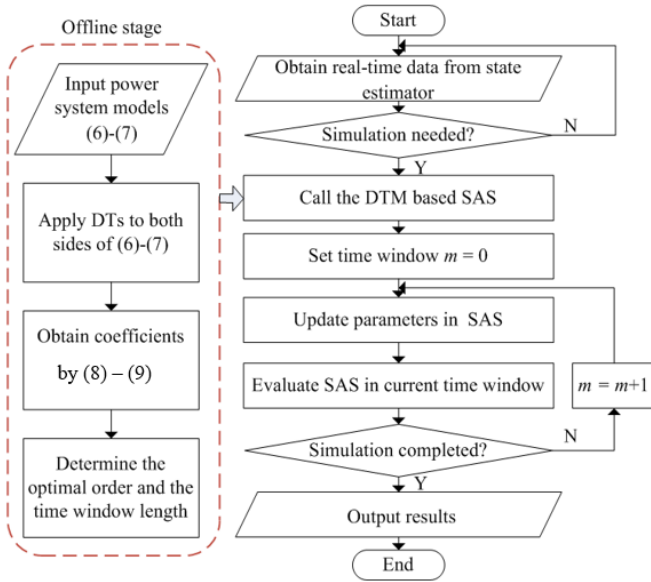 Offline stage
Input power
system models
(6)-(7)
Apply DTs to both
sides of (6)-(7)
Obtain coefficients
by (8) – (9)
Determine the
optimal order and the
time window length
Start
Obtain real-time data from state
estimator
Simulation needed?
N
Y
Call the DTM based SAS
Set time window m = 0
Update parameters in SAS
Evaluate SAS in current time window
m = m+1
Simulation completed?
N
Y
Output results
End